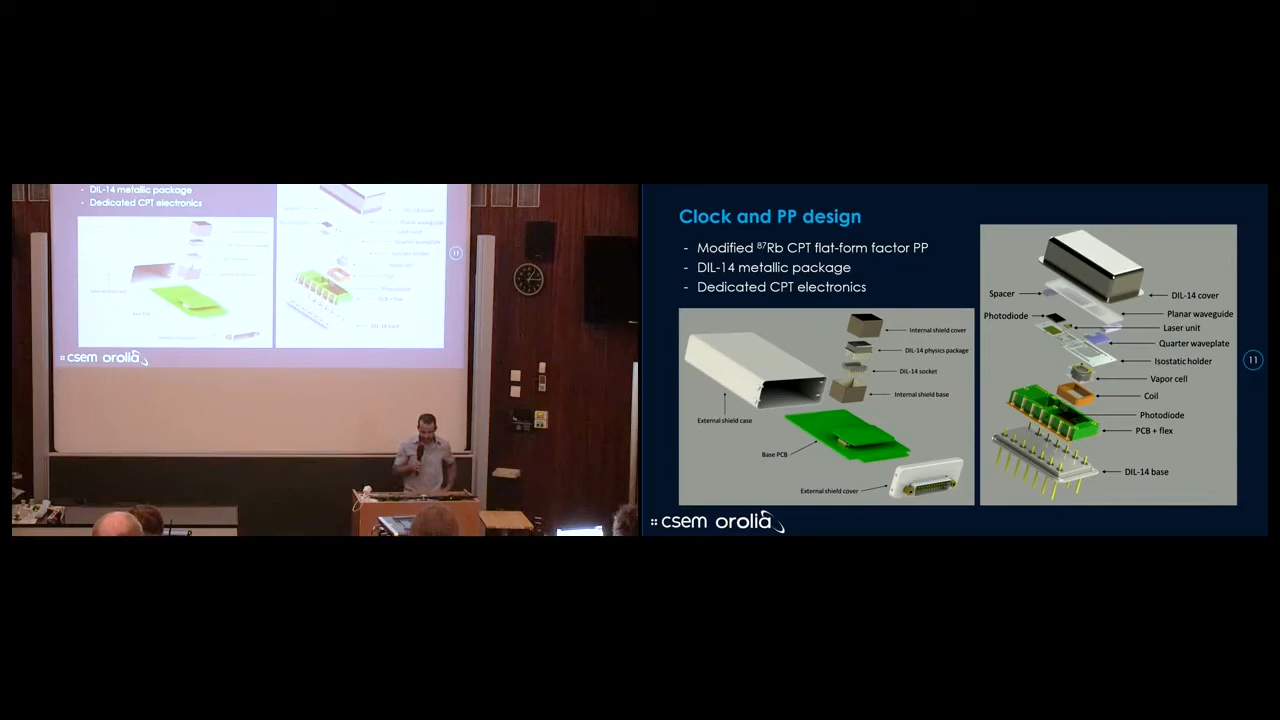 - DIL-14 metallic package
- Dedicated CPT electronics
11
csem orolia
Clock and PP design
- Modified ⁸⁷Rb CPT flat-form factor PP
- DIL-14 metallic package
- Dedicated CPT electronics
Internal shield cover
DIL-14 physics package
DIL-14 socket
Internal shield base
External shield case
Base PCB
External shield cover
Spacer
DIL-14 cover
Photodiode
Planar waveguide
Laser unit
Quarter waveplate
Isostatic holder
Vapor cell
Coil
Photodiode
PCB + flex
DIL-14 base
11
csem orolia